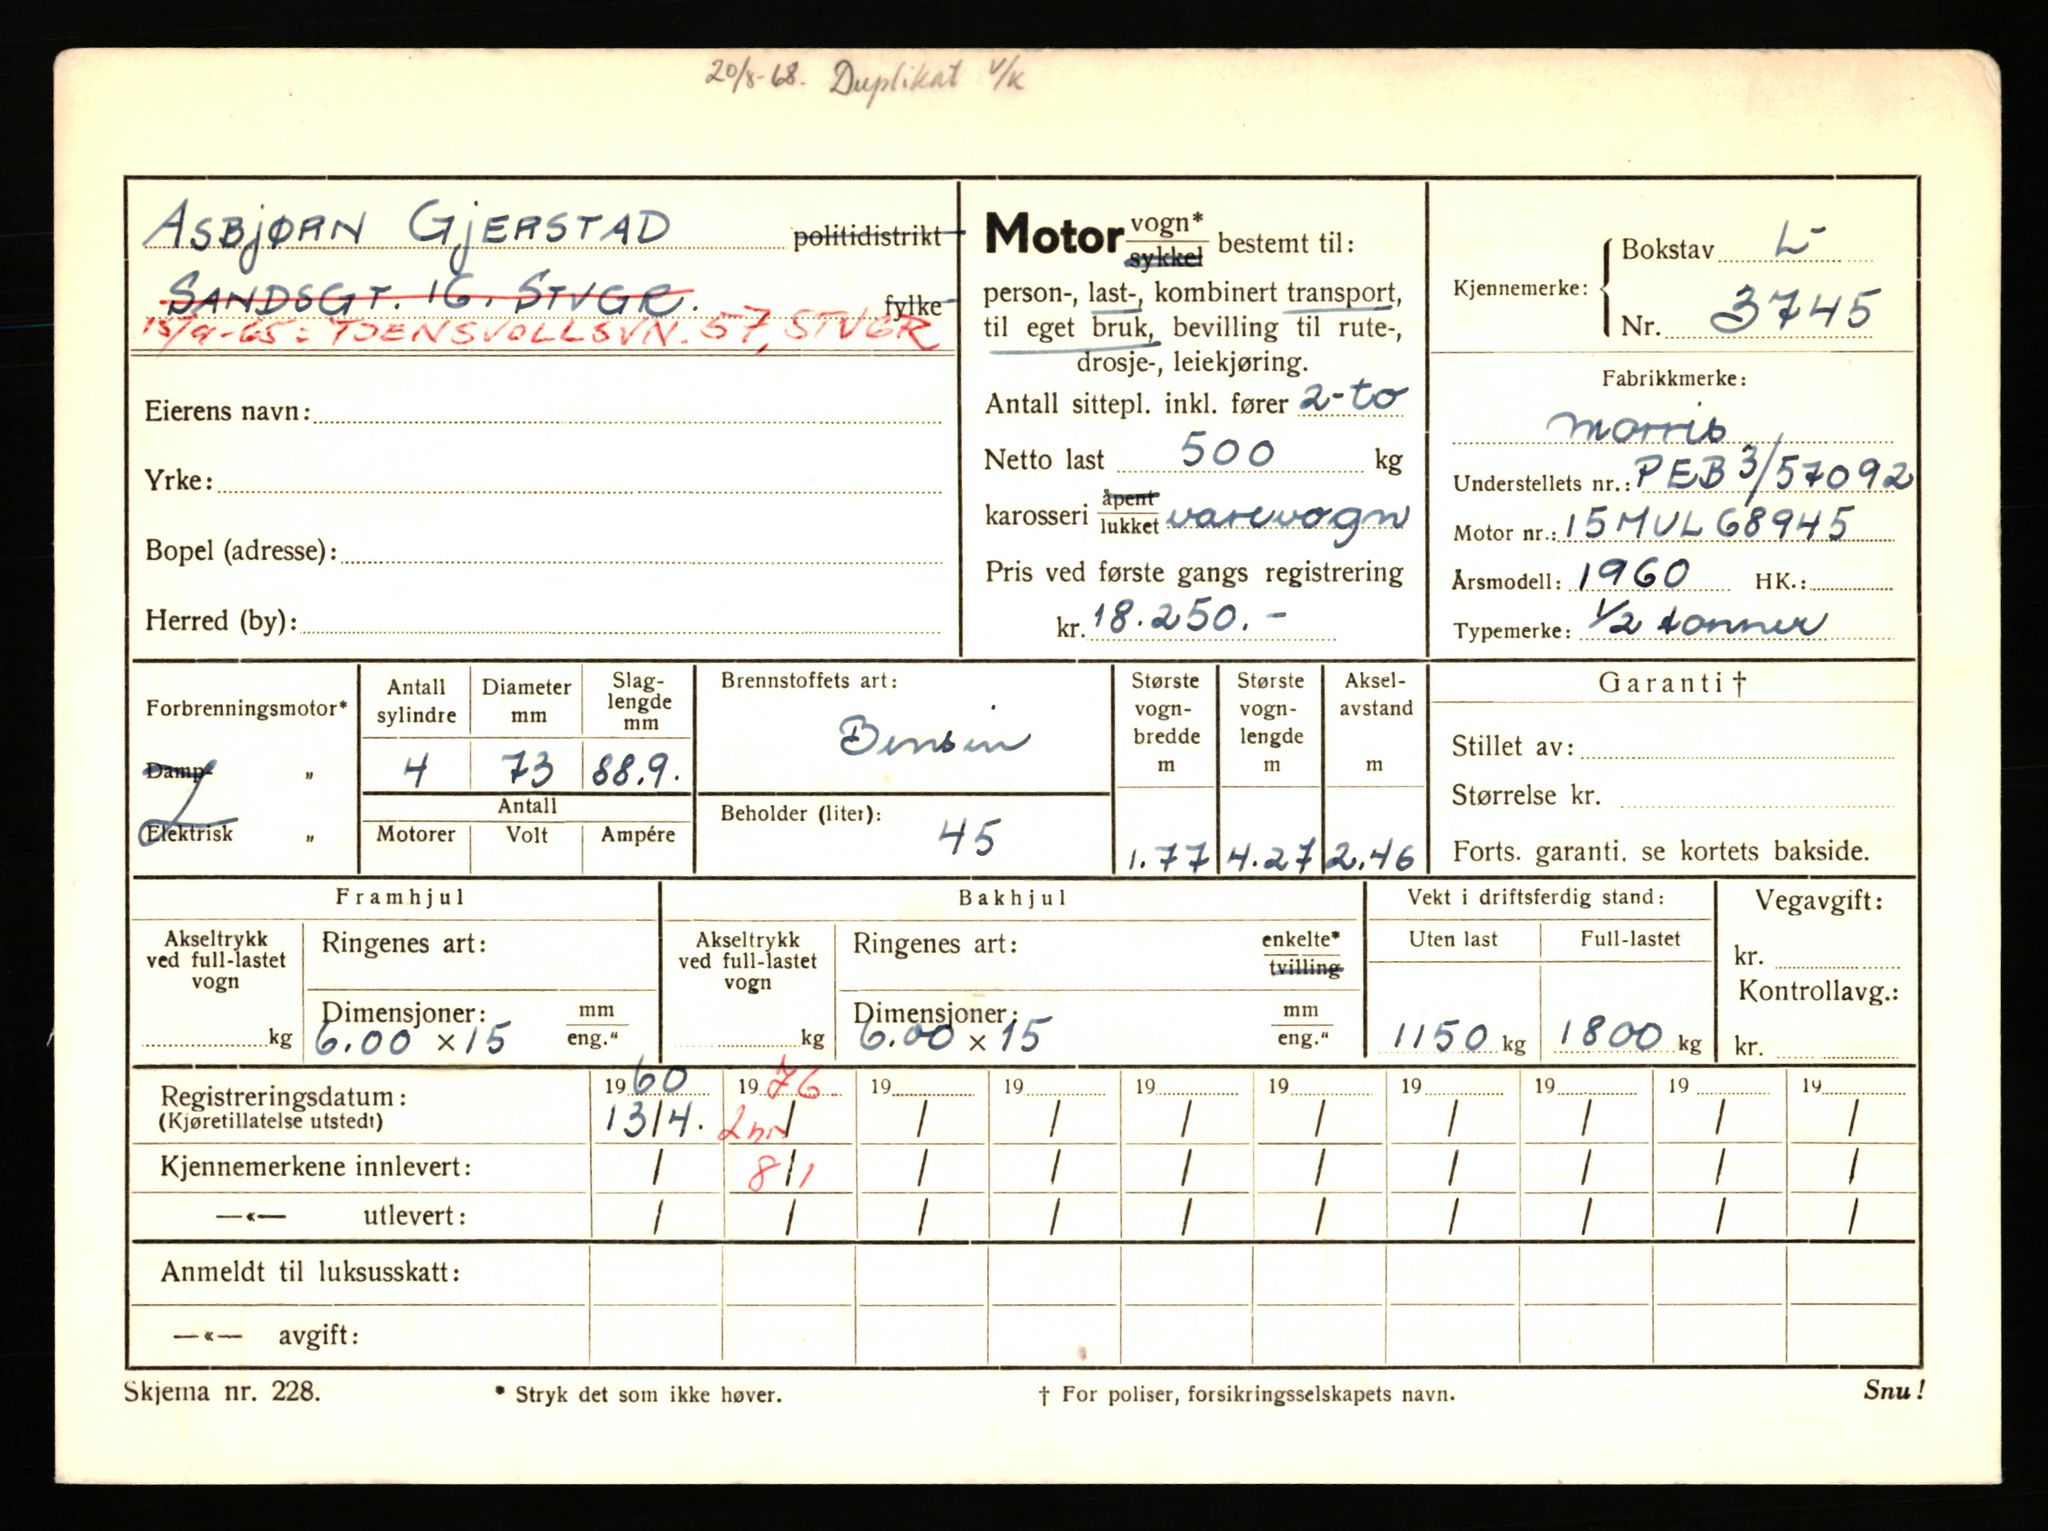 20/8-68. Duplikat V/K
ASBJØRN GJERSTAD politidistrikt
SANDSGT. 16. STVGR. fylke
15/9-65: TJENSVOLLSVN. 57, STVGR
Eierens navn:
Yrke:
Bopel (adresse):
Herred (by):
Motor vogn* sykkel bestemt til:
person-, last-, kombinert transport,
til eget bruk, bevilling til rute-,
drosje-, leiekjøring.
Antall sittepl. inkl. fører 2-to
Netto last 500 kg
karosseri åpent lukket varevogn
Pris ved første gangs registrering
kr. 18.250.-
Kjennemerke: Bokstav L-
Nr. 3745
Fabrikkmerke:
Morris
Understellets nr.: PEB 3/57092
Motor nr.: 15MUL68945
Årsmodell: 1960 HK.:
Typemerke: 1/2 tonner
Forbrenningsmotor*
Damp- „
Elektrisk „
Antall sylindre
Diameter mm
Slag-
lengde
mm
4 73 88.9.
Antall
Motorer Volt Ampére
Brennstoffets art:
Bensin
Beholder (liter):
45
Største
vogn-
bredde
m
1.77
Største
vogn-
lengde
m
4.27
Aksel-
avstand
m
2.46
Garanti †
Stillet av:
Størrelse kr.
Forts. garanti. se kortets bakside.
Framhjul
Akseltrykk
ved full-lastet
vogn
kg
Ringenes art:
Dimensjoner: mm eng."
6.00 x 15
Bakhjul
Akseltrykk
ved full-lastet
vogn
kg
Ringenes art: enkelte* tvilling
Dimensjoner: mm eng."
6.00 x 15
Vekt i driftsferdig stand:
Uten last Full-lastet
1150 kg 1800 kg
Vegavgift:
kr.
Kontrollavg.:
kr.
Registreringsdatum: 1960 1976 19 19 19 19 19 19 19 19
(Kjøretillatelse utstedt) 13/4. 2nr/ / / / / / / / /
Kjennemerkene innlevert: / 8/1 / / / / / / / /
—«— utlevert: / / / / / / / / / /
Anmeldt til luksusskatt:
—«— avgift:
Skjema nr. 228. * Stryk det som ikke høver. † For poliser, forsikringsselskapets navn. Snu!